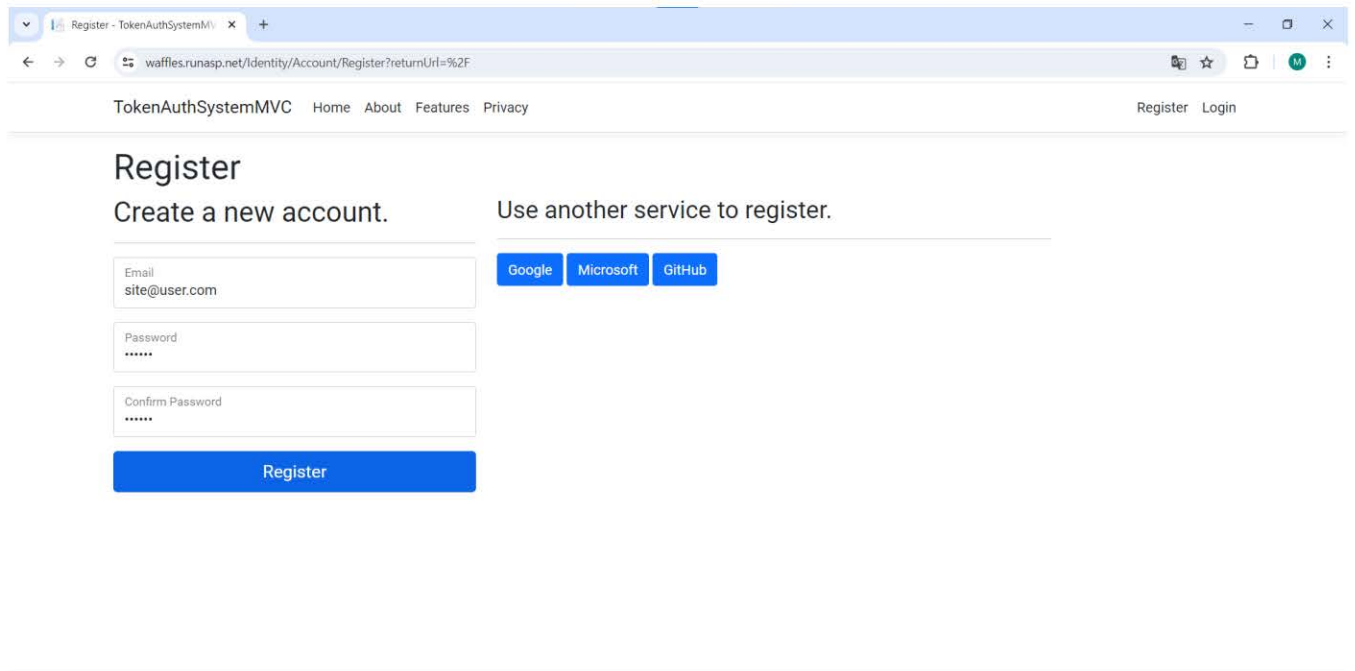 Register - TokenAuthSystemMV
waffles.runasp.net/Identity/Account/Register?returnUrl=%2F
M
TokenAuthSystemMVC Home About Features Privacy Register Login
Register
Create a new account.
Email
site@user.com
Password
••••••
Confirm Password
••••••
Register
Use another service to register.
Google Microsoft GitHub